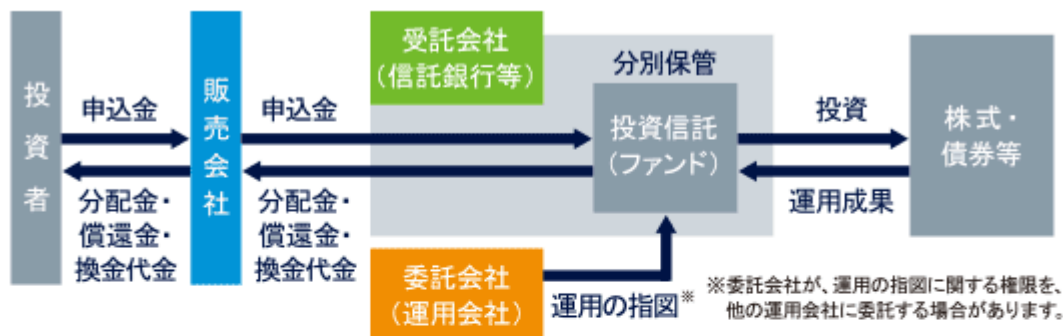 投資者
申込金
分配金・
償還金・
換金代金
販売会社
申込金
分配金・
償還金・
換金代金
受託会社
（信託銀行等）
分別保管
投資信託
（ファンド）
委託会社
（運用会社）
運用の指図※
投資
運用成果
株式・
債券等
※委託会社が、運用の指図に関する権限を、
他の運用会社に委託する場合があります。